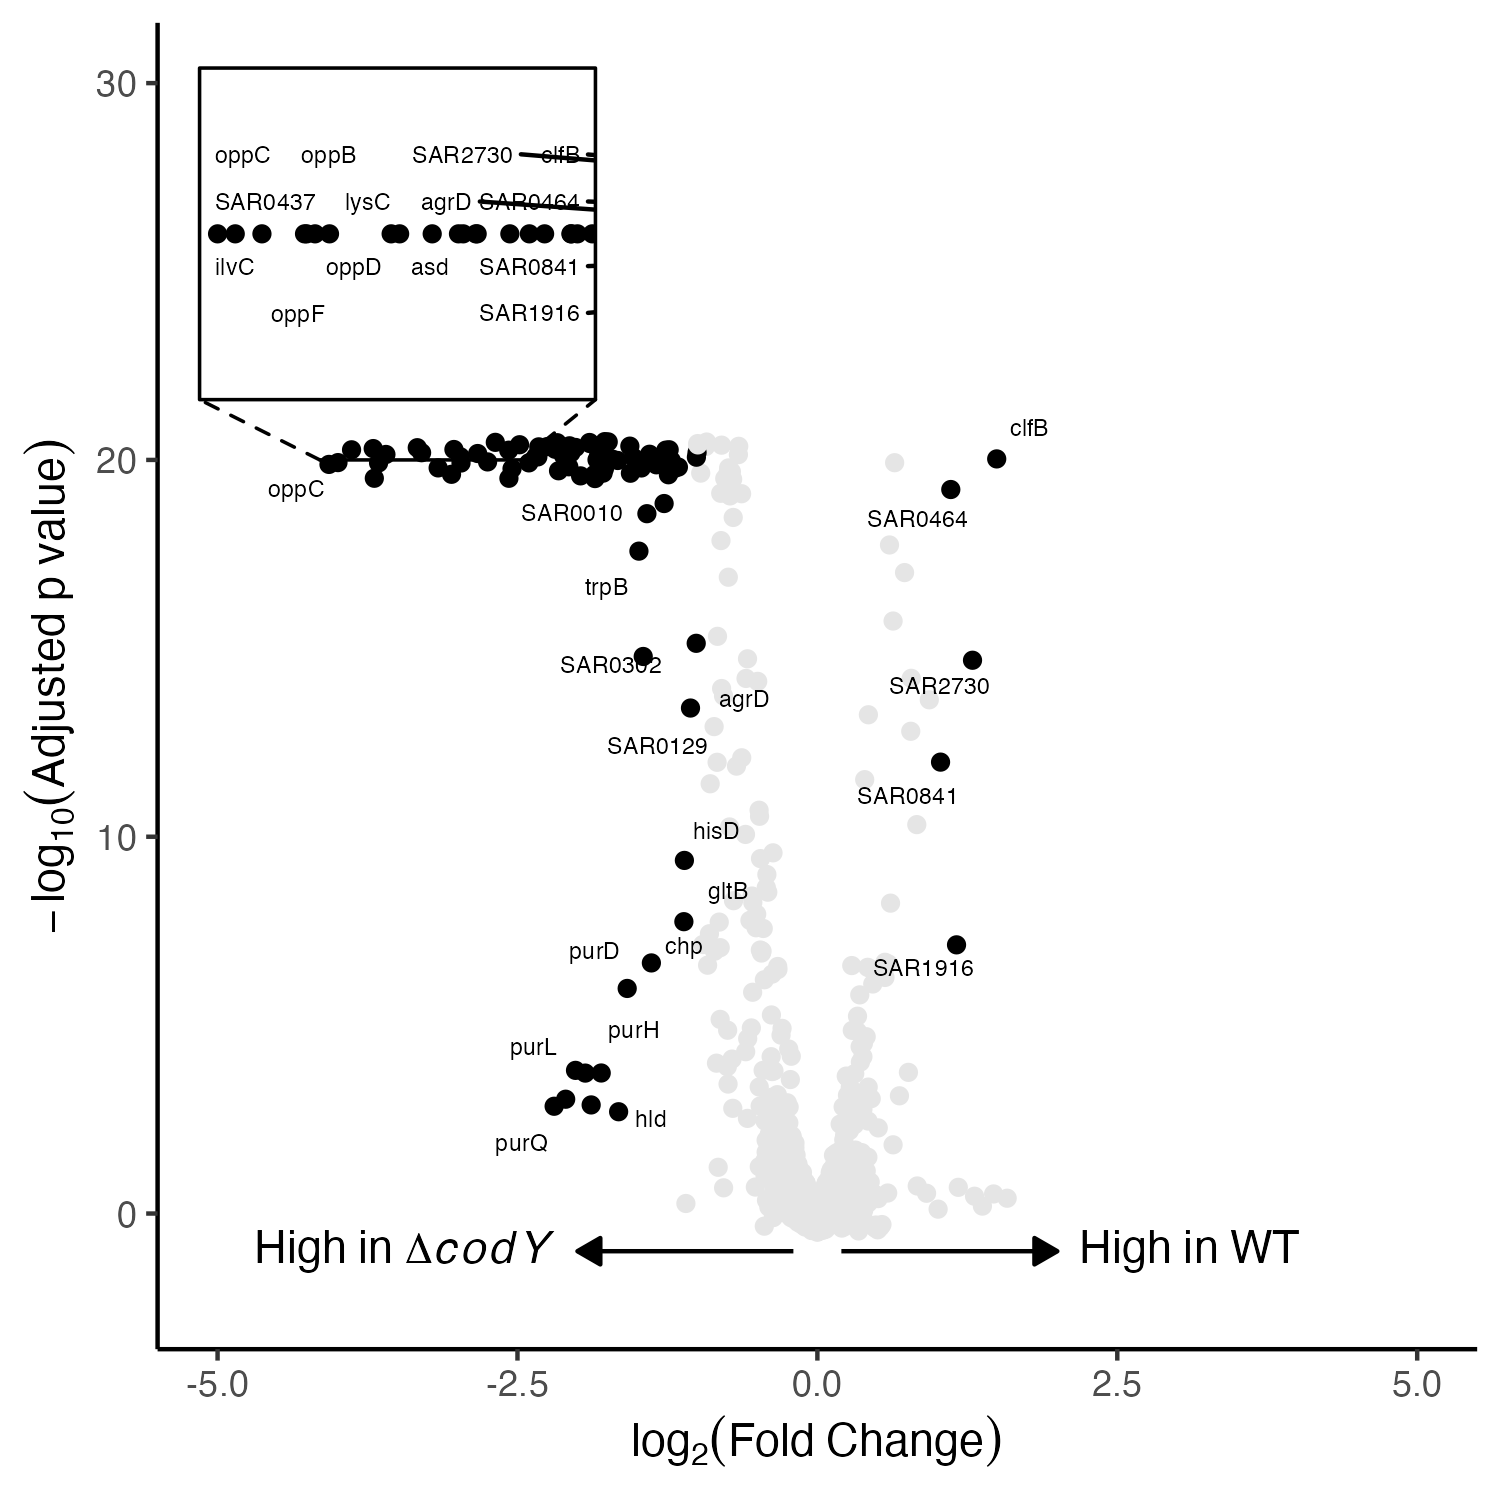 30
oppC oppB SAR2730 clfB
SAR0437 lysC agrD SAR0464
ilvC oppD asd SAR0841
oppF SAR1916
20
clfB
oppC
SAR0010
SAR0464
trpB
SAR0302
SAR2730
agrD
SAR0129
SAR0841
10
hisD
gltB
chp
purD
SAR1916
purH
purL
hld
purQ
0
High in ΔcodY
High in WT
-5.0 -2.5 0.0 2.5 5.0
log₂(Fold Change)
−log₁₀(Adjusted p value)